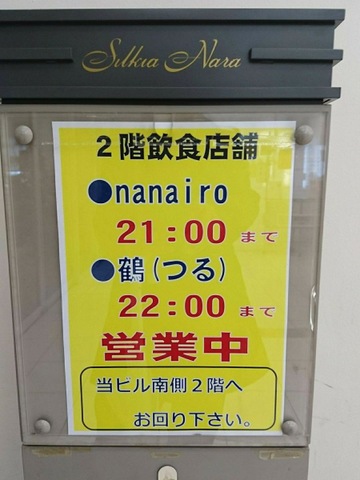 Silkia Nara
2階飲食店舗
●nanairo
21:00 まで
●鶴(つる)
22:00 まで
営業中
当ビル南側2階へ
お回り下さい。